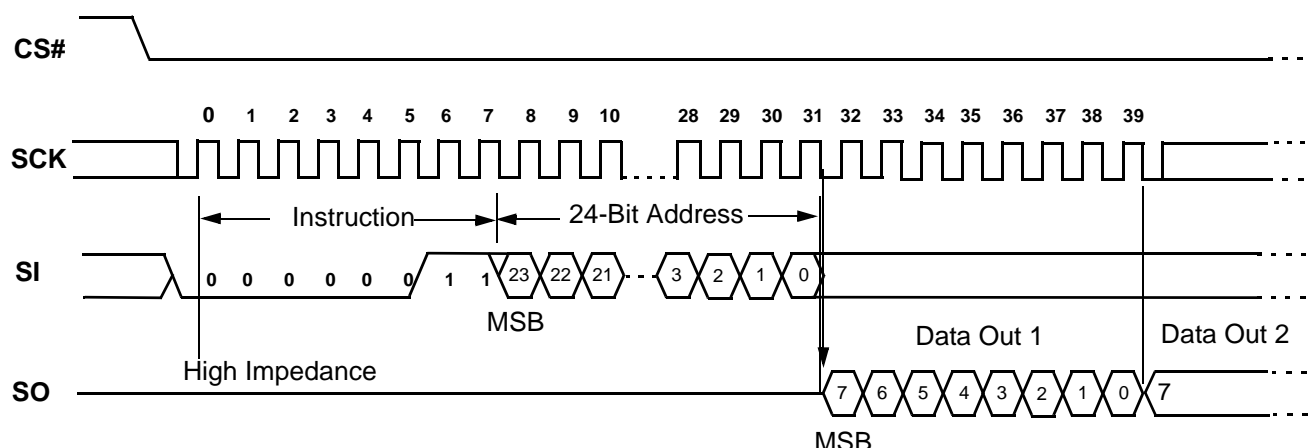 CS#
0 1 2 3 4 5 6 7 8 9 10 28 29 30 31 32 33 34 35 36 37 38 39
SCK
Instruction 24-Bit Address
SI 0 0 0 0 0 0 1 1 23 22 21 3 2 1 0
MSB
Data Out 1 Data Out 2
High Impedance
SO 7 6 5 4 3 2 1 0 7
MSB